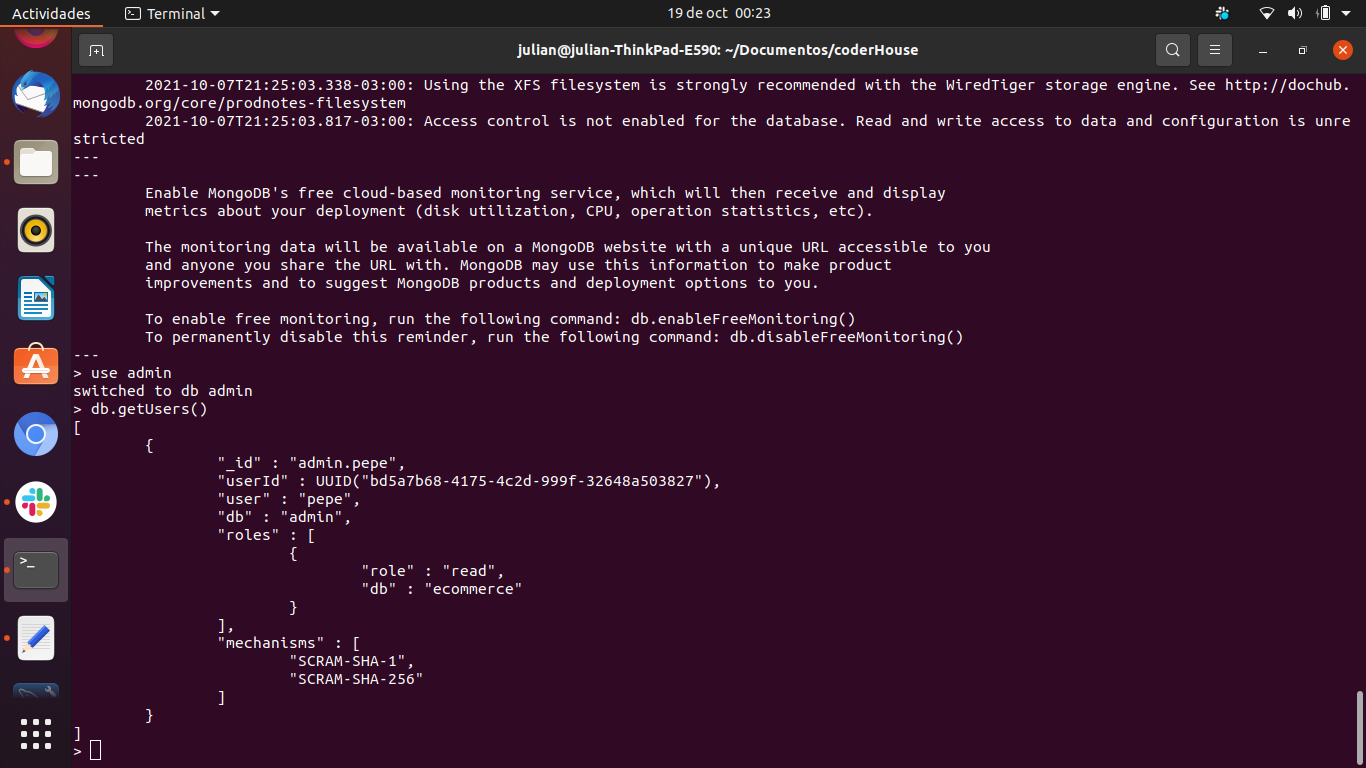 Actividades
Terminal
19 de oct 00:23
julian@julian-ThinkPad-E590: ~/Documentos/coderHouse
2021-10-07T21:25:03.338-03:00: Using the XFS filesystem is strongly recommended with the WiredTiger storage engine. See http://dochub.
mongodb.org/core/prodnotes-filesystem
2021-10-07T21:25:03.817-03:00: Access control is not enabled for the database. Read and write access to data and configuration is unre
stricted
---
---
Enable MongoDB's free cloud-based monitoring service, which will then receive and display
metrics about your deployment (disk utilization, CPU, operation statistics, etc).
The monitoring data will be available on a MongoDB website with a unique URL accessible to you
and anyone you share the URL with. MongoDB may use this information to make product
improvements and to suggest MongoDB products and deployment options to you.
To enable free monitoring, run the following command: db.enableFreeMonitoring()
To permanently disable this reminder, run the following command: db.disableFreeMonitoring()
---
> use admin
switched to db admin
> db.getUsers()
[
{
"_id" : "admin.pepe",
"userId" : UUID("bd5a7b68-4175-4c2d-999f-32648a503827"),
"user" : "pepe",
"db" : "admin",
"roles" : [
{
"role" : "read",
"db" : "ecommerce"
}
],
"mechanisms" : [
"SCRAM-SHA-1",
"SCRAM-SHA-256"
]
}
]
>